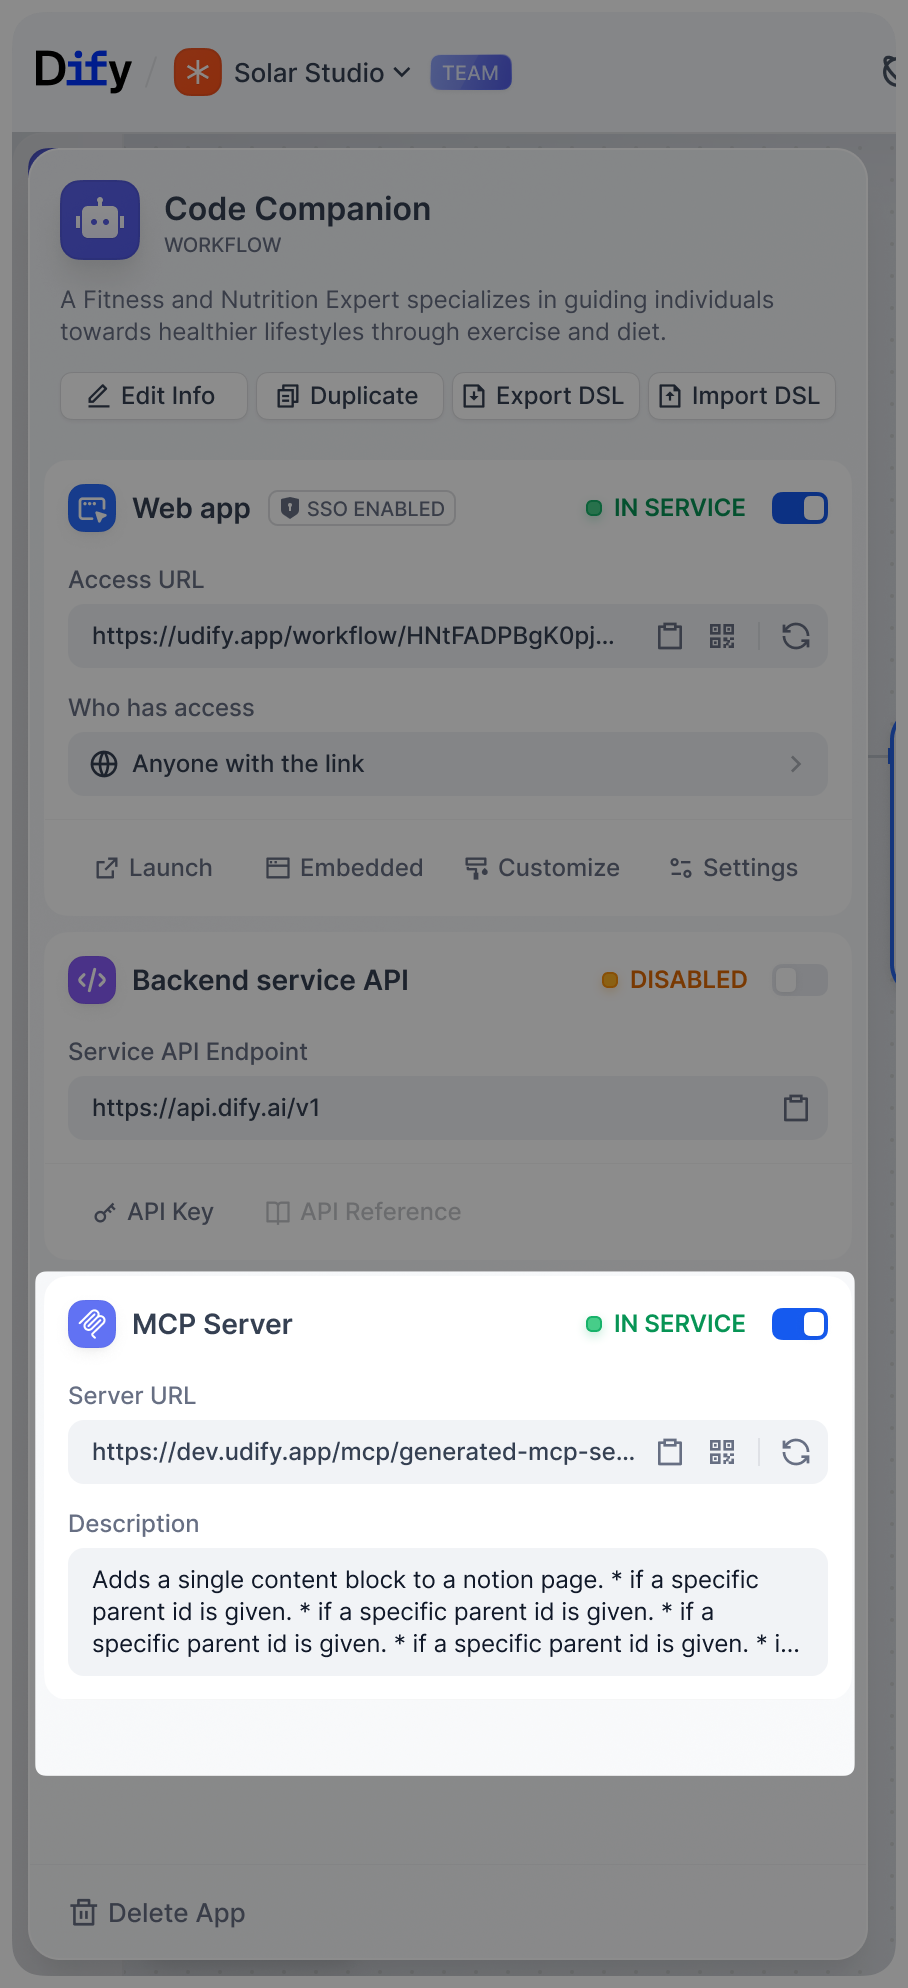 Dify / Solar Studio TEAM
Code Companion
WORKFLOW
A Fitness and Nutrition Expert specializes in guiding individuals
towards healthier lifestyles through exercise and diet.
Edit Info Duplicate Export DSL Import DSL
Web app SSO ENABLED IN SERVICE
Access URL
https://udify.app/workflow/HNtFADPBgK0pj...
Who has access
Anyone with the link
Launch Embedded Customize Settings
Backend service API DISABLED
Service API Endpoint
https://api.dify.ai/v1
API Key API Reference
MCP Server IN SERVICE
Server URL
https://dev.udify.app/mcp/generated-mcp-se...
Description
Adds a single content block to a notion page. * if a specific
parent id is given. * if a specific parent id is given. * if a
specific parent id is given. * if a specific parent id is given. * i...
Delete App